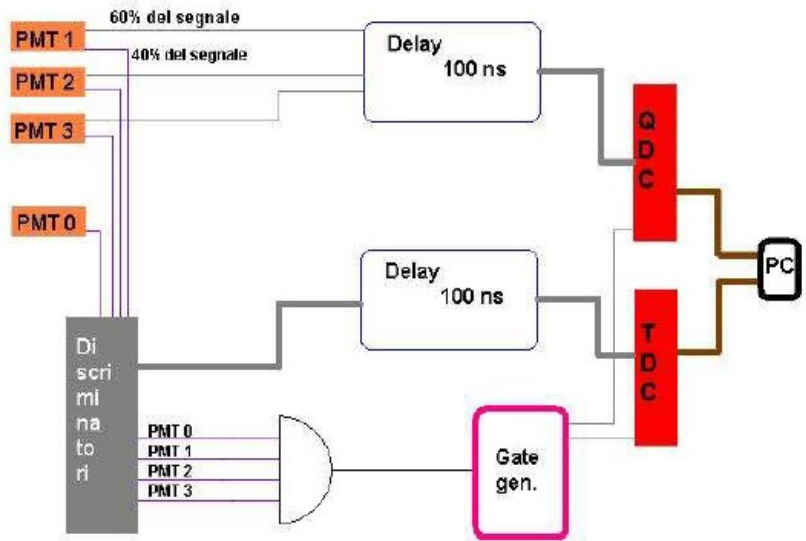 60% del segnale
PMT 1
40% del segnale
PMT 2
PMT 3
Delay
100 ns
Q
D
C
PMT 0
Delay
100 ns
PC
T
D
C
Di
scri
mi
na
to
ri
PMT 0
PMT 1
PMT 2
PMT 3
Gate
gen.